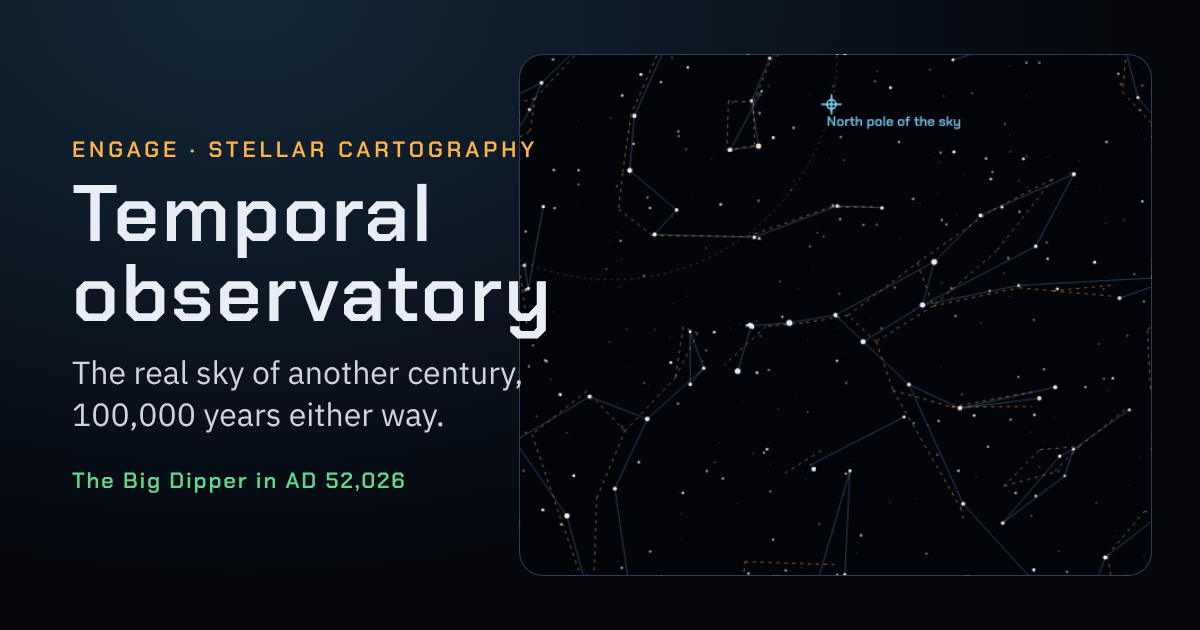 ENGAGE · STELLAR CARTOGRAPHY
Temporal
observatory
The real sky of another century,
100,000 years either way.
The Big Dipper in AD 52,026
North pole of the sky